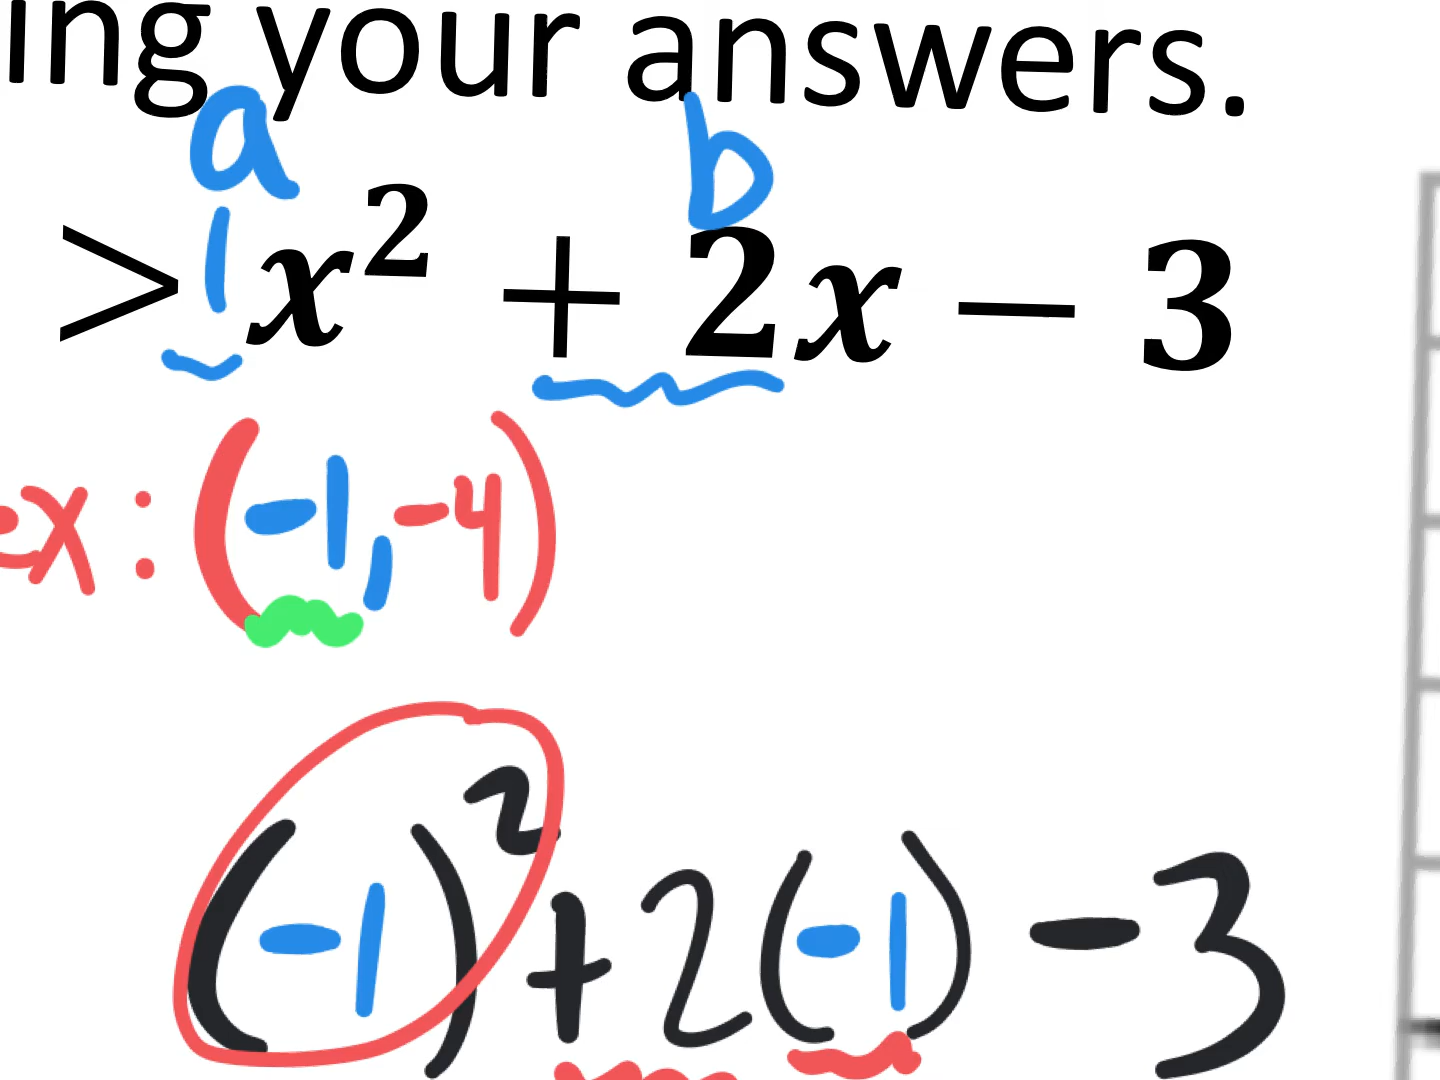 ing your answers.
a b
> 1x² + 2x − 3
ex: (-1, -4)
(-1)² + 2(-1) - 3